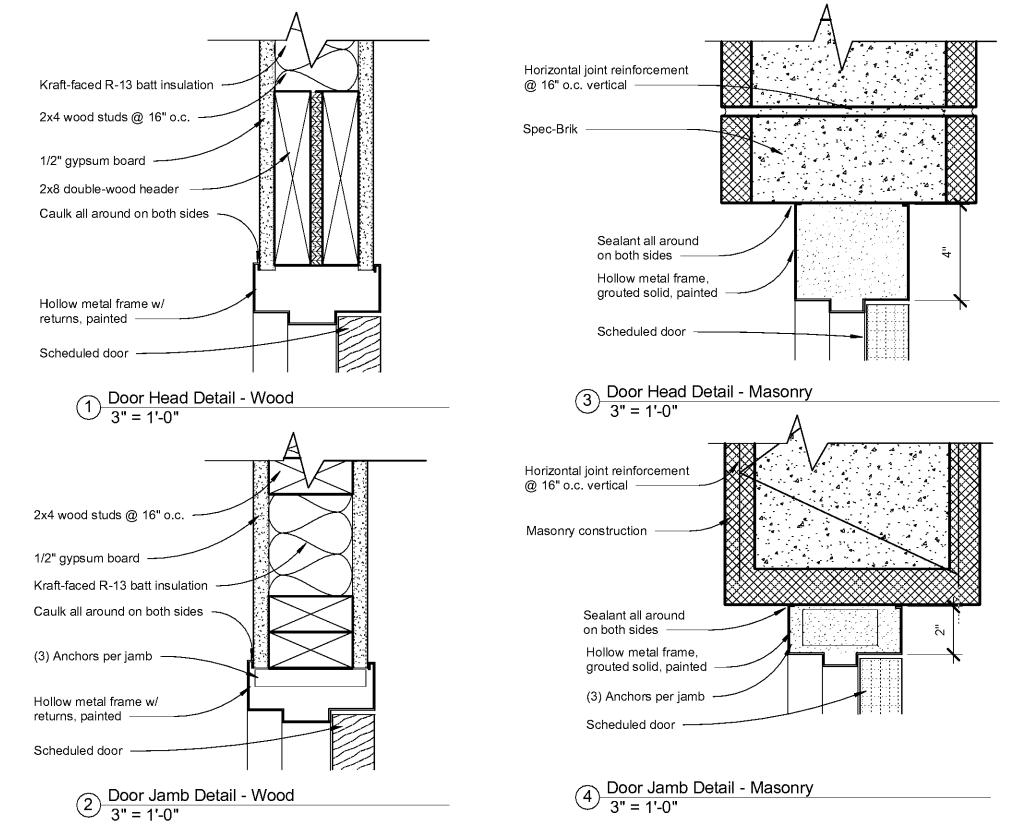 Kraft-faced R-13 batt insulation
2x4 wood studs @ 16" o.c.
1/2" gypsum board
2x8 double-wood header
Caulk all around on both sides
Hollow metal frame w/
returns, painted
Scheduled door
1
Door Head Detail - Wood
3" = 1'-0"
Horizontal joint reinforcement
@ 16" o.c. vertical
Spec-Brik
Sealant all around
on both sides
Hollow metal frame,
grouted solid, painted
Scheduled door
4"
3
Door Head Detail - Masonry
3" = 1'-0"
2x4 wood studs @ 16" o.c.
1/2" gypsum board
Kraft-faced R-13 batt insulation
Caulk all around on both sides
(3) Anchors per jamb
Hollow metal frame w/
returns, painted
Scheduled door
2
Door Jamb Detail - Wood
3" = 1'-0"
Horizontal joint reinforcement
@ 16" o.c. vertical
Masonry construction
Sealant all around
on both sides
Hollow metal frame,
grouted solid, painted
(3) Anchors per jamb
Scheduled door
2"
4
Door Jamb Detail - Masonry
3" = 1'-0"